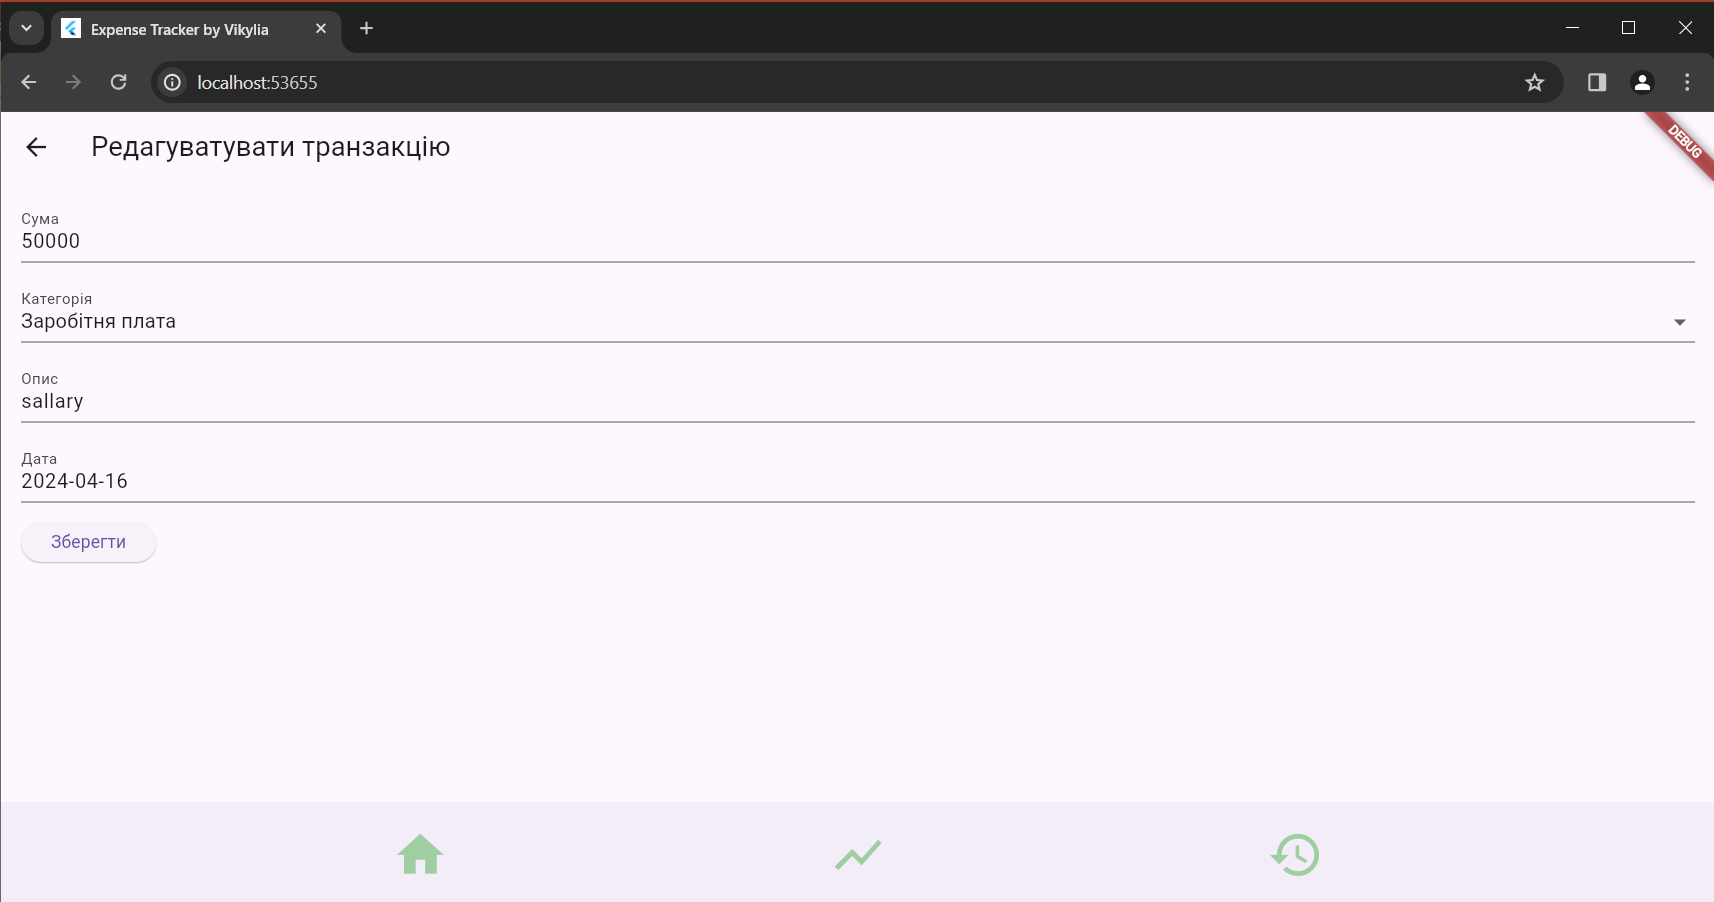 Expense Tracker by Vikylia
localhost:53655
Редагуватувати транзакцію
DEBUG
Сума
50000
Категорія
Заробітня плата
Опис
sallary
Дата
2024-04-16
Зберегти